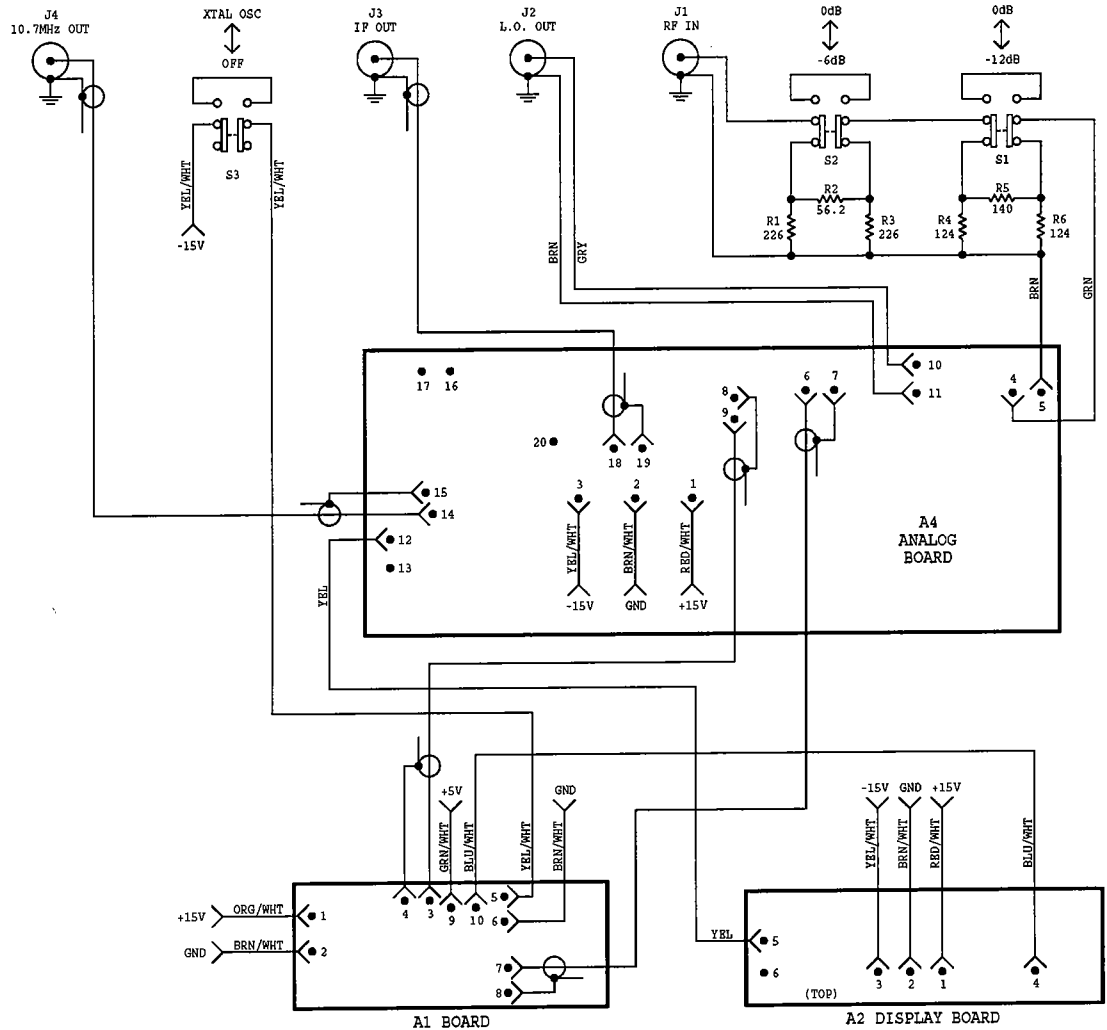 J4
10.7MHz OUT
XTAL OSC
OFF
J3
IF OUT
J2
L.O. OUT
J1
RF IN
0dB
-6dB
0dB
-12dB
S3
S2
S1
YEL/WHT
YEL/WHT
-15V
R2
56.2
R1
226
R3
226
R5
140
R4
124
R6
124
BRN
GRY
BRN
GRN
17
16
20
18
19
8
9
6
7
10
11
4
5
15
14
12
13
3
2
1
YEL/WHT
BRN/WHT
RED/WHT
-15V
GND
+15V
A4
ANALOG
BOARD
YEL
+5V
GND
GRN/WHT
BLU/WHT
YEL/WHT
BRN/WHT
-15V
GND
+15V
YEL/WHT
BRN/WHT
RED/WHT
BLU/WHT
+15V
ORG/WHT
1
GND
BRN/WHT
2
4
3
9
10
5
6
7
8
A1 BOARD
YEL
5
6
(TOP)
3
2
1
4
A2 DISPLAY BOARD